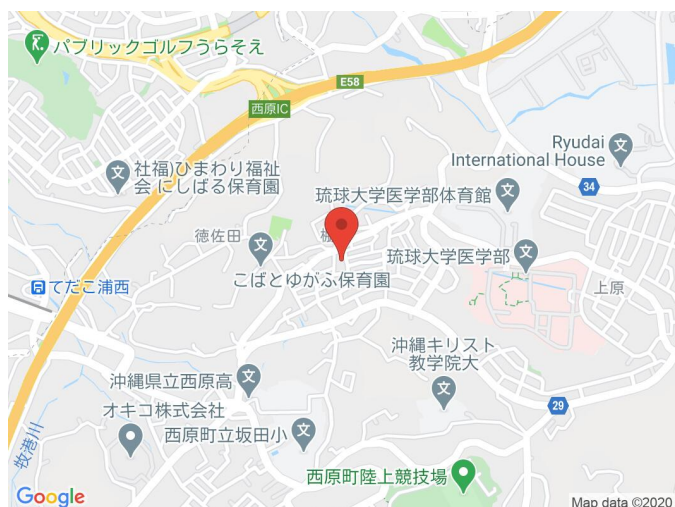 パブリックゴルフうらそえ
E58
西原IC
Ryudai
International House
社福)ひまわり福祉
会にしばる保育園
34
琉球大学医学部体育館
徳佐田
琉球大学医学部
こばとゆがふ保育園
てだこ浦西
上原
沖縄キリスト
教学院大
沖縄県立西原高
29
オキコ株式会社
西原町立坂田小
牧港川
西原町陸上競技場
Google
Map data ©2020